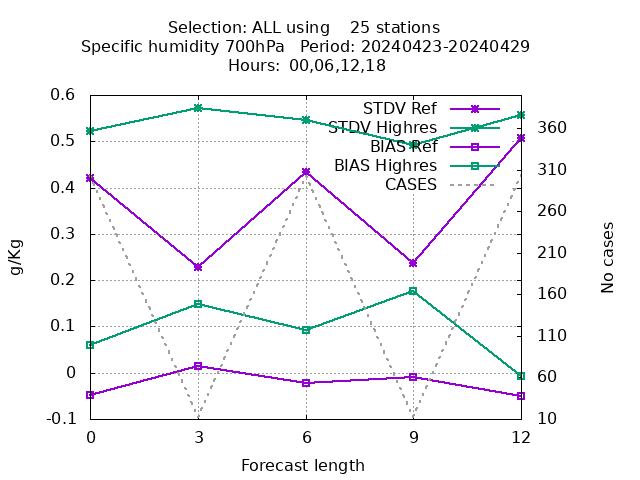 Selection: ALL using    25 stations
Specific humidity 700hPa   Period: 20240423-20240429
Hours: 00,06,12,18
STDV Ref
STDV Highres
BIAS Ref
BIAS Highres
CASES
0.6
0.5
0.4
0.3
0.2
0.1
0
-0.1
g/Kg
360
310
260
210
160
110
60
10
No cases
0 3 6 9 12
Forecast length